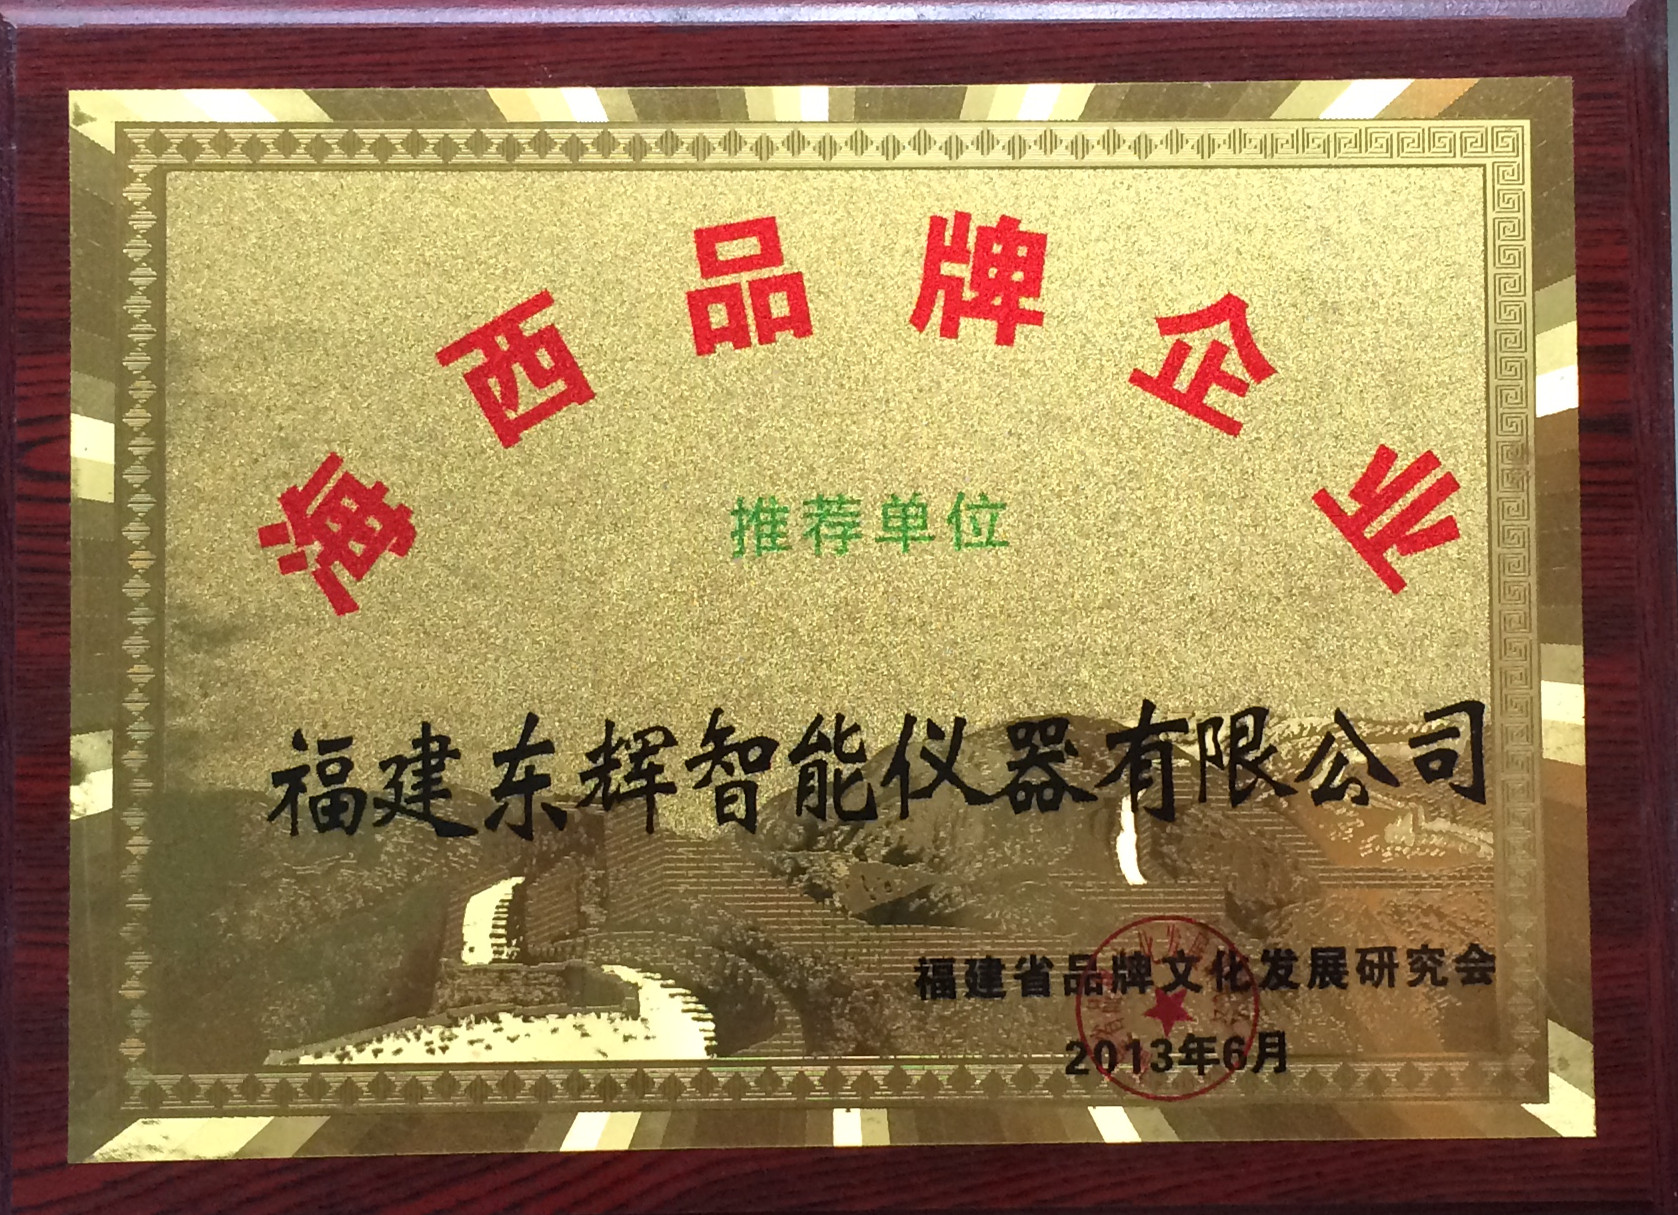 海西品牌企业
推荐单位
福建东辉智能仪器有限公司
福建省品牌文化发展研究会
2013年6月